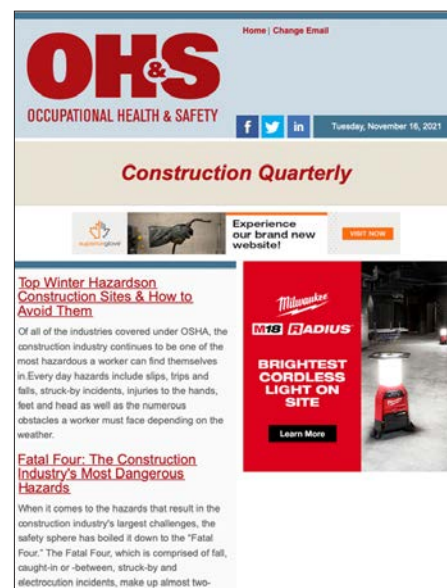 Home | Change Email
OH&S
OCCUPATIONAL HEALTH & SAFETY
f
in
Tuesday, November 16, 2021
Construction Quarterly
superiorglove
Experience
our brand new
website!
VISIT NOW
Top Winter Hazardson
Construction Sites & How to
Avoid Them
Of all of the industries covered under OSHA, the
construction industry continues to be one of the
most hazardous a worker can find themselves
in.Every day hazards include slips, trips and
falls, struck-by incidents, injuries to the hands,
feet and head as well as the numerous
obstacles a worker must face depending on the
weather.
Fatal Four: The Construction
Industry's Most Dangerous
Hazards
When it comes to the hazards that result in the
construction industry's largest challenges, the
safety sphere has boiled it down to the "Fatal
Four." The Fatal Four, which is comprised of fall,
caught-in or -between, struck-by and
electrocution incidents, make up almost two-
Milwaukee
M18 RADIUS
BRIGHTEST
CORDLESS
LIGHT ON
SITE
Learn More